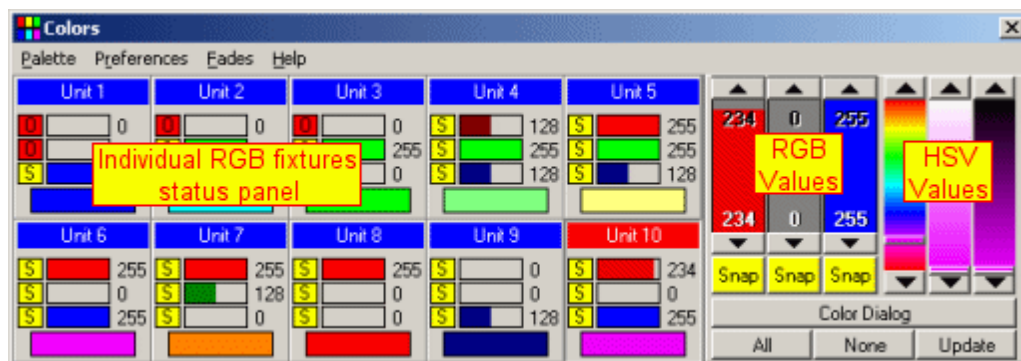 Colors
Palette Preferences Fades Help
Unit 1 Unit 2 Unit 3 Unit 4 Unit 5
O 0 O 0 O 0 S 128 S 255
O 255 S 255 S 255
S 0 S 128 S 128
Individual RGB fixtures
status panel
Unit 6 Unit 7 Unit 8 Unit 9 Unit 10
S 255 S 255 S 255 S 0 S 234
S 0 S 128 S 0 S 0 S 0
S 255 S 0 S 0 S 128 S 255
234 0 255
RGB
Values
HSV
Values
234 0 255
Snap Snap Snap
Color Dialog
All None Update